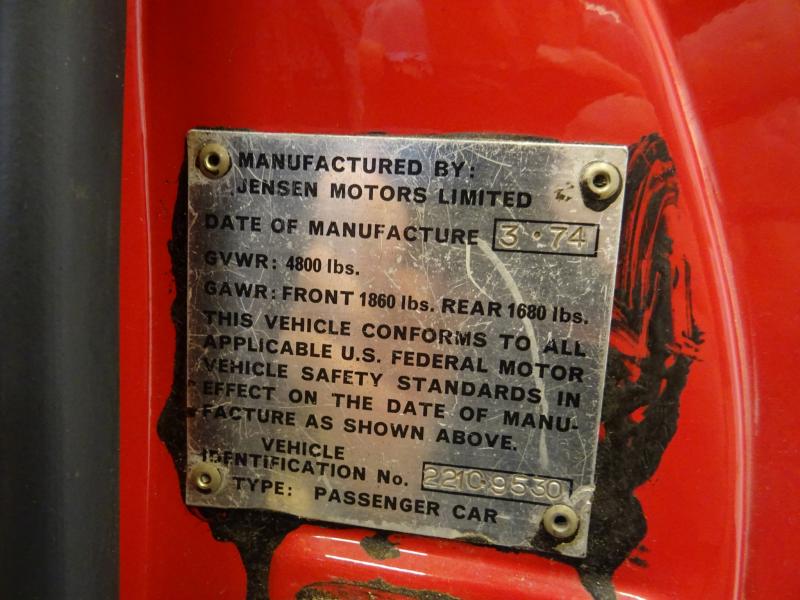 MANUFACTURED BY:
JENSEN MOTORS LIMITED
DATE OF MANUFACTURE 3·74
GVWR: 4800 lbs.
GAWR: FRONT 1860 lbs. REAR 1680 lbs.
THIS VEHICLE CONFORMS TO ALL
APPLICABLE U.S. FEDERAL MOTOR
VEHICLE SAFETY STANDARDS IN
EFFECT ON THE DATE OF MANU-
FACTURE AS SHOWN ABOVE.
VEHICLE
IDENTIFICATION No. 2210·9530
TYPE: PASSENGER CAR